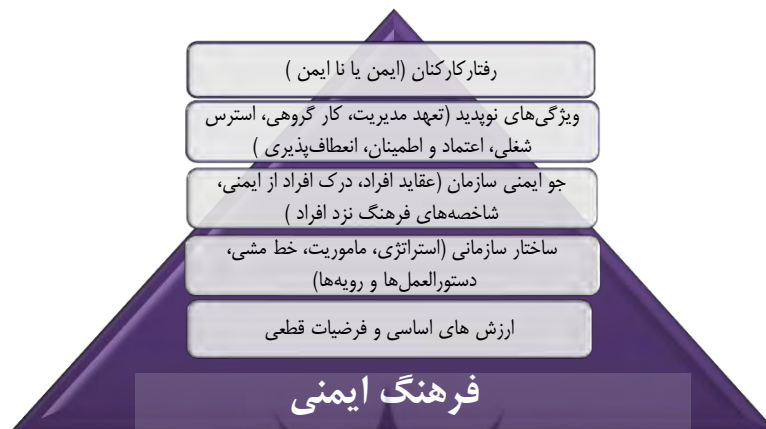 رفتارکارکنان (ایمن یا نا ایمن )
ویژگی‌های نوپدید (تعهد مدیریت، کار گروهی، استرس
شغلی، اعتماد و اطمینان، انعطاف‌پذیری )
جو ایمنی سازمان (عقاید افراد، درک افراد از ایمنی،
شاخصه‌های فرهنگ نزد افراد )
ساختار سازمانی (استراتژی، ماموریت، خط مشی،
دستورالعمل‌ها و رویه‌ها)
ارزش های اساسی و فرضیات قطعی
فرهنگ ایمنی